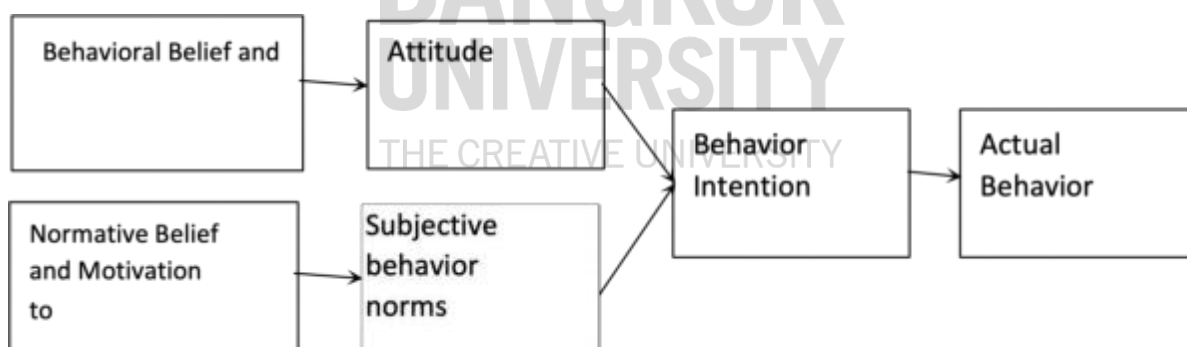 BANGKOK
UNIVERSITY
THE CREATIVE UNIVERSITY
Behavioral Belief and
Attitude
Behavior
Intention
Actual
Behavior
Normative Belief
and Motivation
to
Subjective
behavior
norms